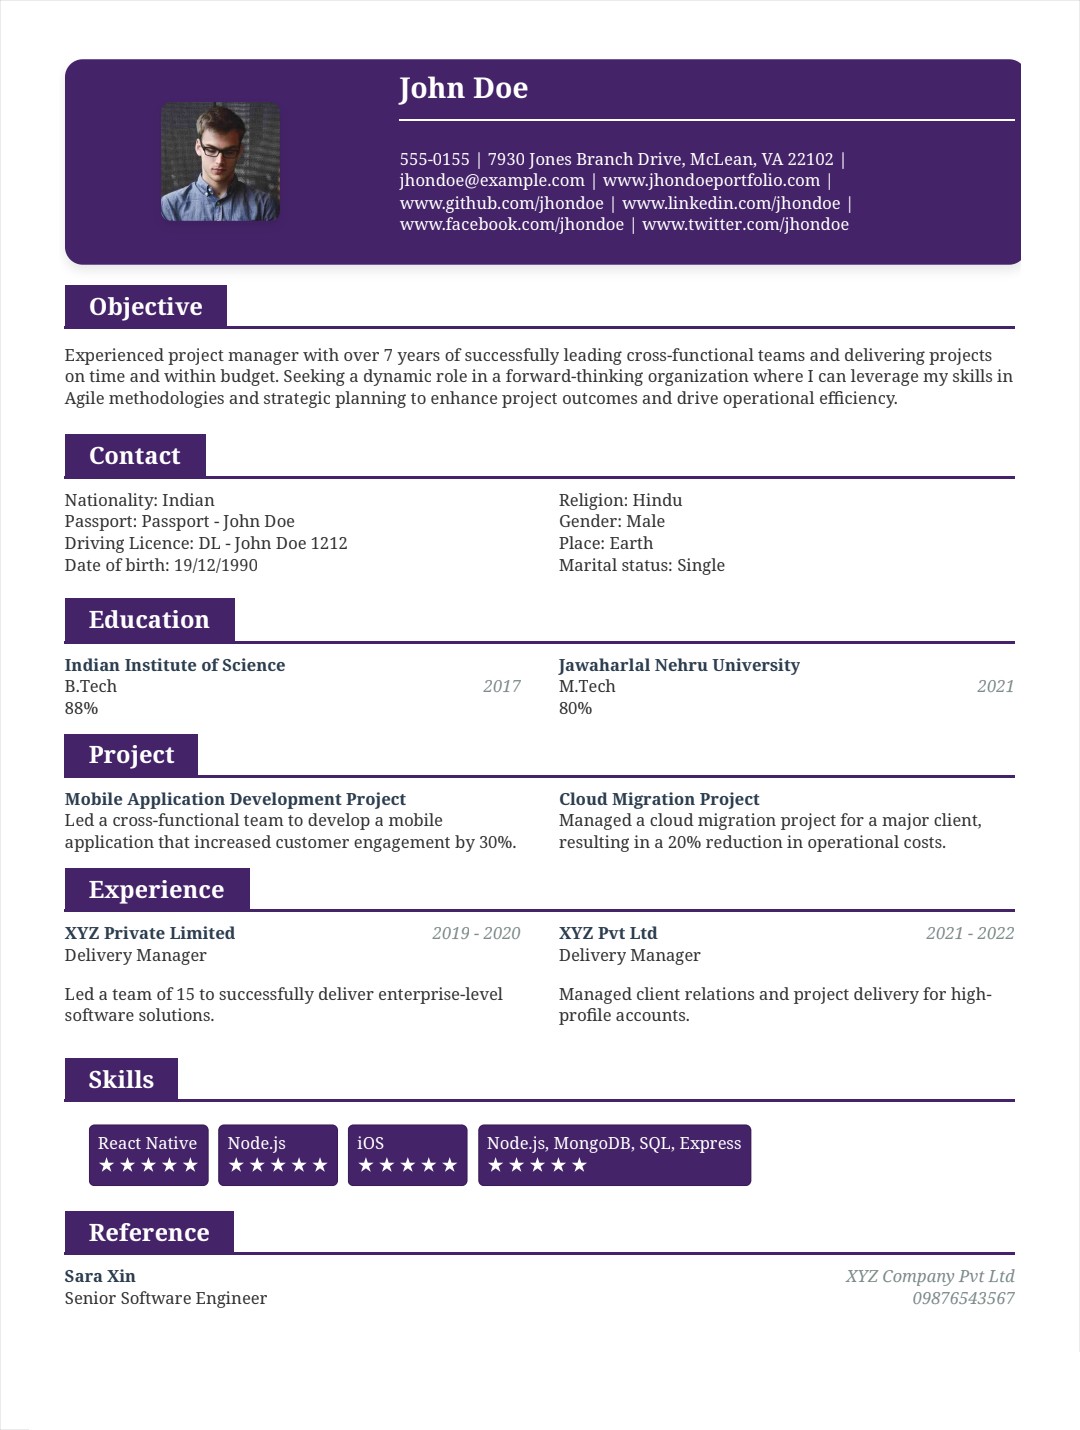 John Doe
555-0155 | 7930 Jones Branch Drive, McLean, VA 22102 |
jhondoe@example.com | www.jhondoeportfolio.com |
www.github.com/jhondoe | www.linkedin.com/jhondoe |
www.facebook.com/jhondoe | www.twitter.com/jhondoe
Objective
Experienced project manager with over 7 years of successfully leading cross-functional teams and delivering projects
on time and within budget. Seeking a dynamic role in a forward-thinking organization where I can leverage my skills in
Agile methodologies and strategic planning to enhance project outcomes and drive operational efficiency.
Contact
Nationality: Indian
Passport: Passport - John Doe
Driving Licence: DL - John Doe 1212
Date of birth: 19/12/1990
Religion: Hindu
Gender: Male
Place: Earth
Marital status: Single
Education
Indian Institute of Science
B.Tech 2017
88%
Jawaharlal Nehru University
M.Tech 2021
80%
Project
Mobile Application Development Project
Led a cross-functional team to develop a mobile
application that increased customer engagement by 30%.
Cloud Migration Project
Managed a cloud migration project for a major client,
resulting in a 20% reduction in operational costs.
Experience
XYZ Private Limited 2019 - 2020
Delivery Manager
Led a team of 15 to successfully deliver enterprise-level
software solutions.
XYZ Pvt Ltd 2021 - 2022
Delivery Manager
Managed client relations and project delivery for high-
profile accounts.
Skills
React Native
★★★★★
Node.js
★★★★★
iOS
★★★★★
Node.js, MongoDB, SQL, Express
★★★★★
Reference
Sara Xin XYZ Company Pvt Ltd
Senior Software Engineer 09876543567